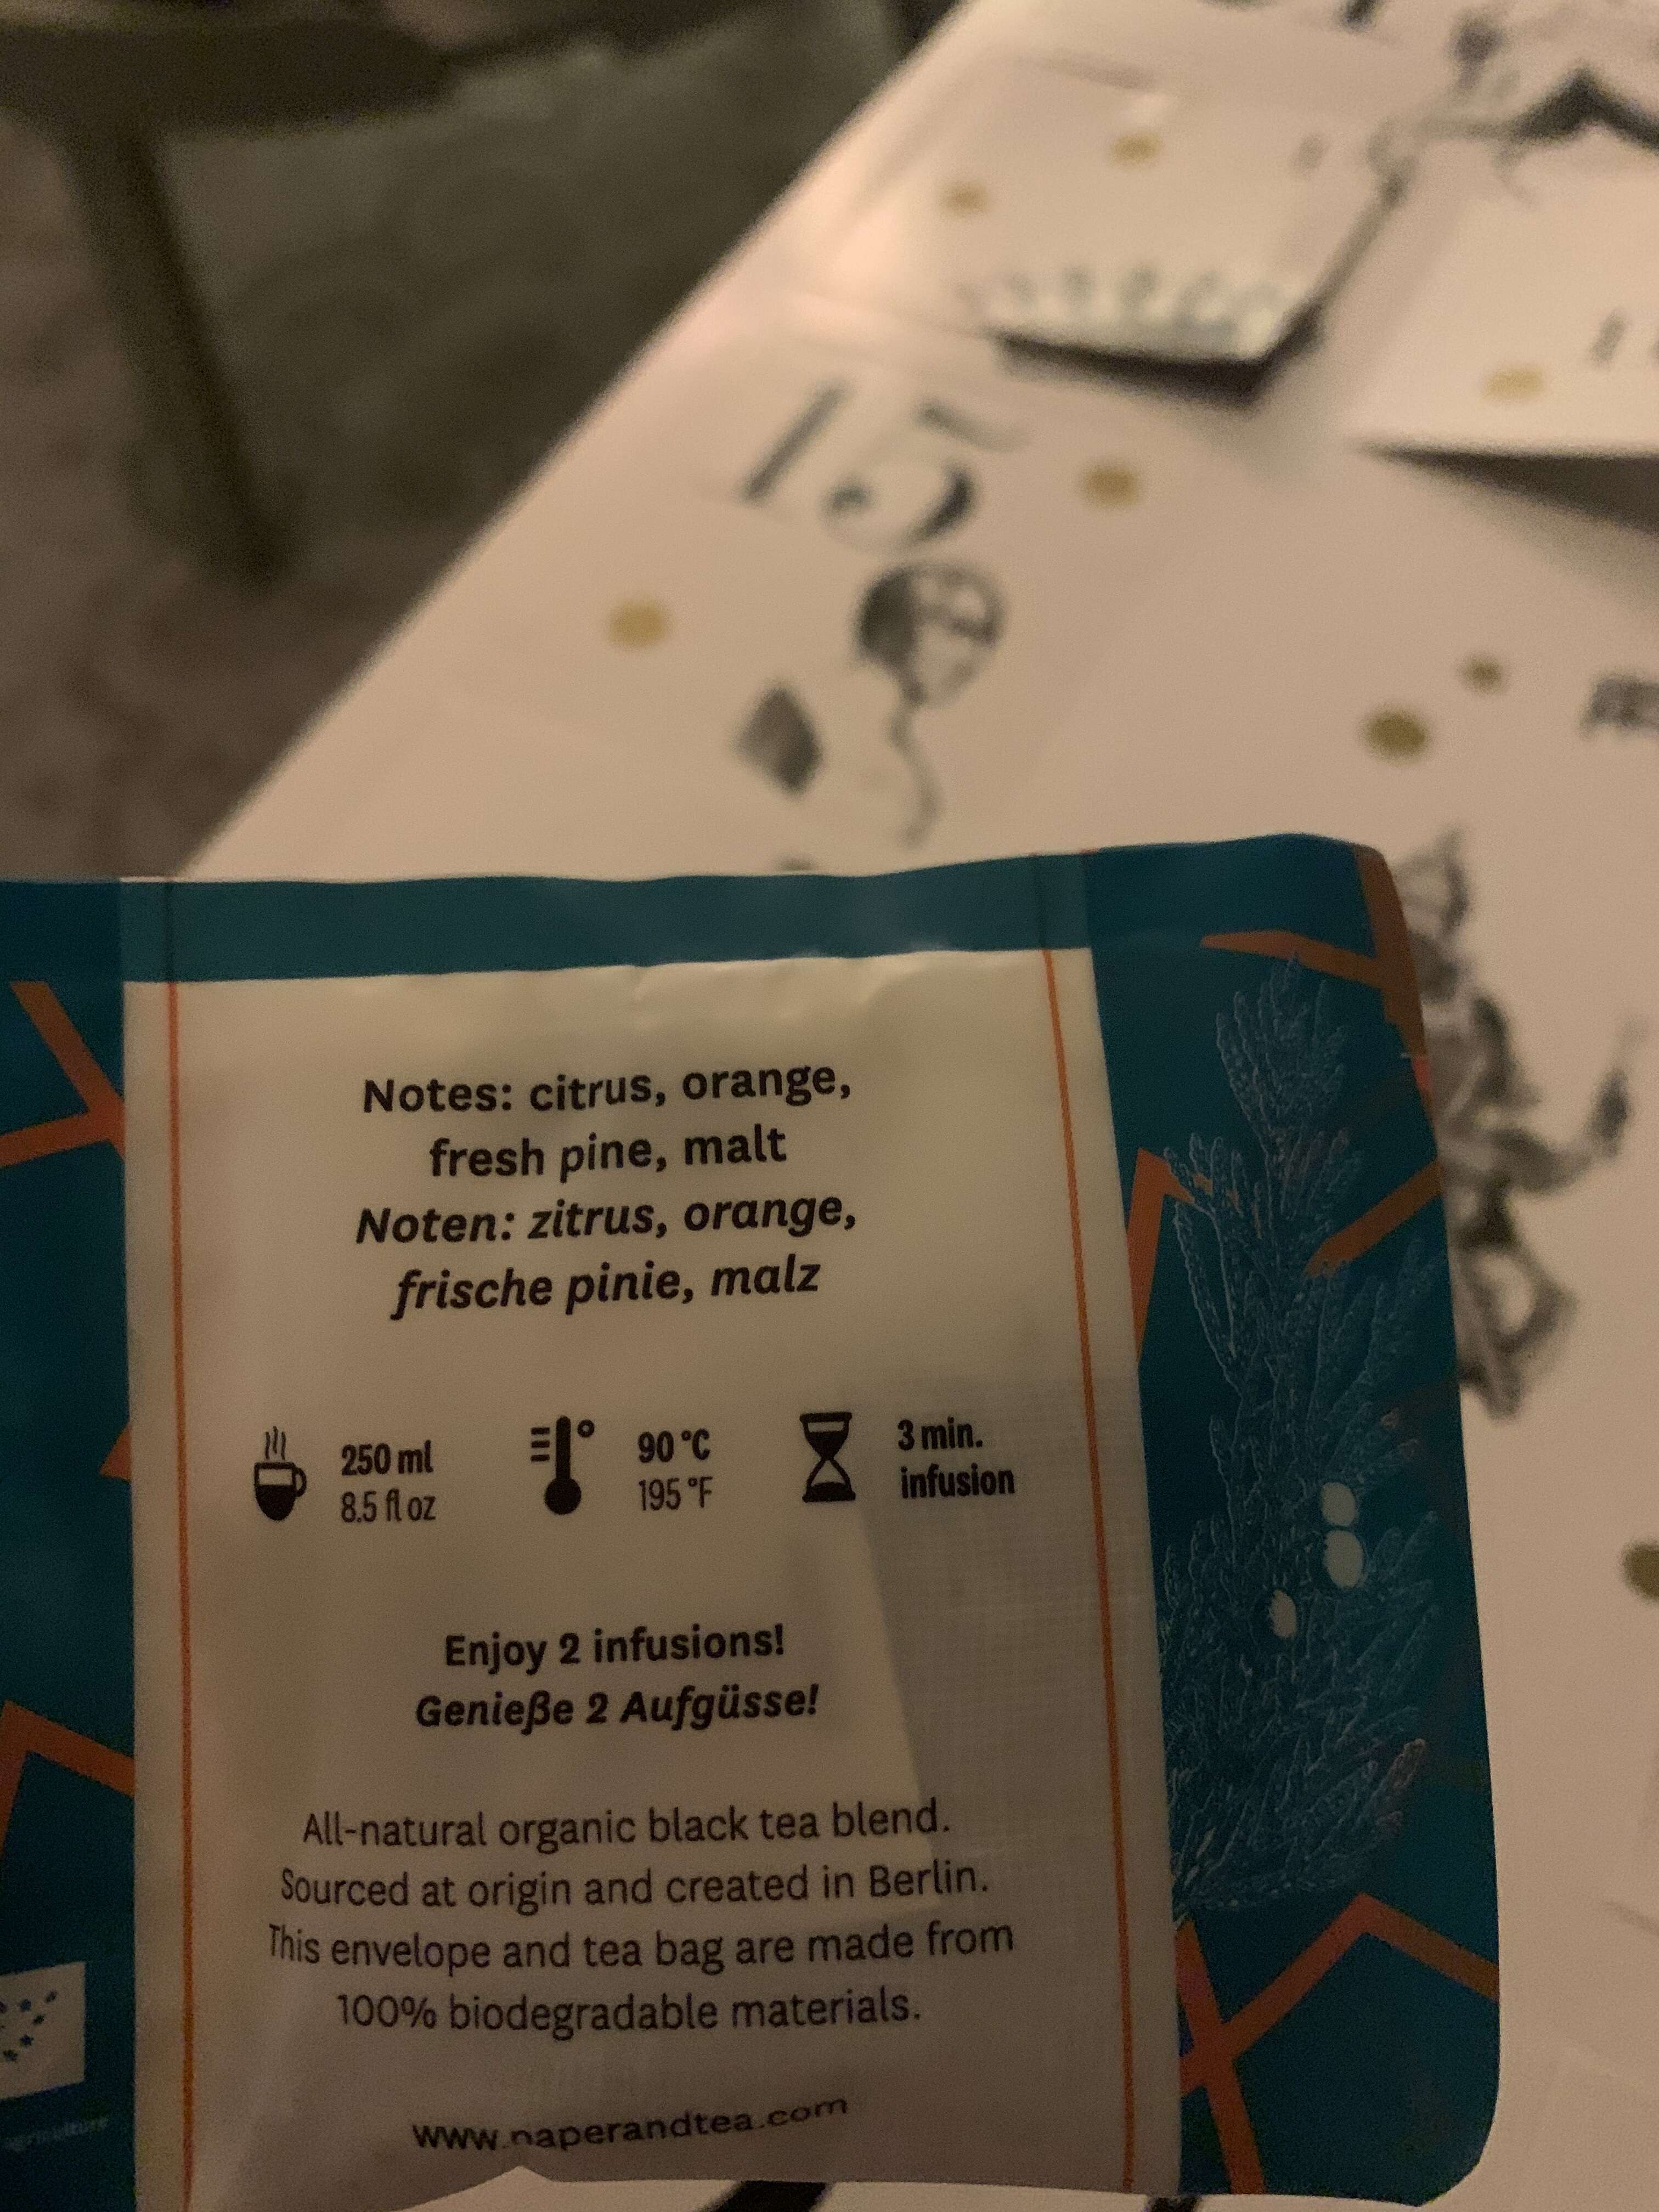 15
Notes: citrus, orange,
fresh pine, malt
Noten: zitrus, orange,
frische pinie, malz
250 ml
8.5 fl oz
90 °C
195 °F
3 min.
infusion
Enjoy 2 infusions!
Genieße 2 Aufgüsse!
All-natural organic black tea blend.
Sourced at origin and created in Berlin.
This envelope and tea bag are made from
100% biodegradable materials.
www.paperandtea.com
agriculture